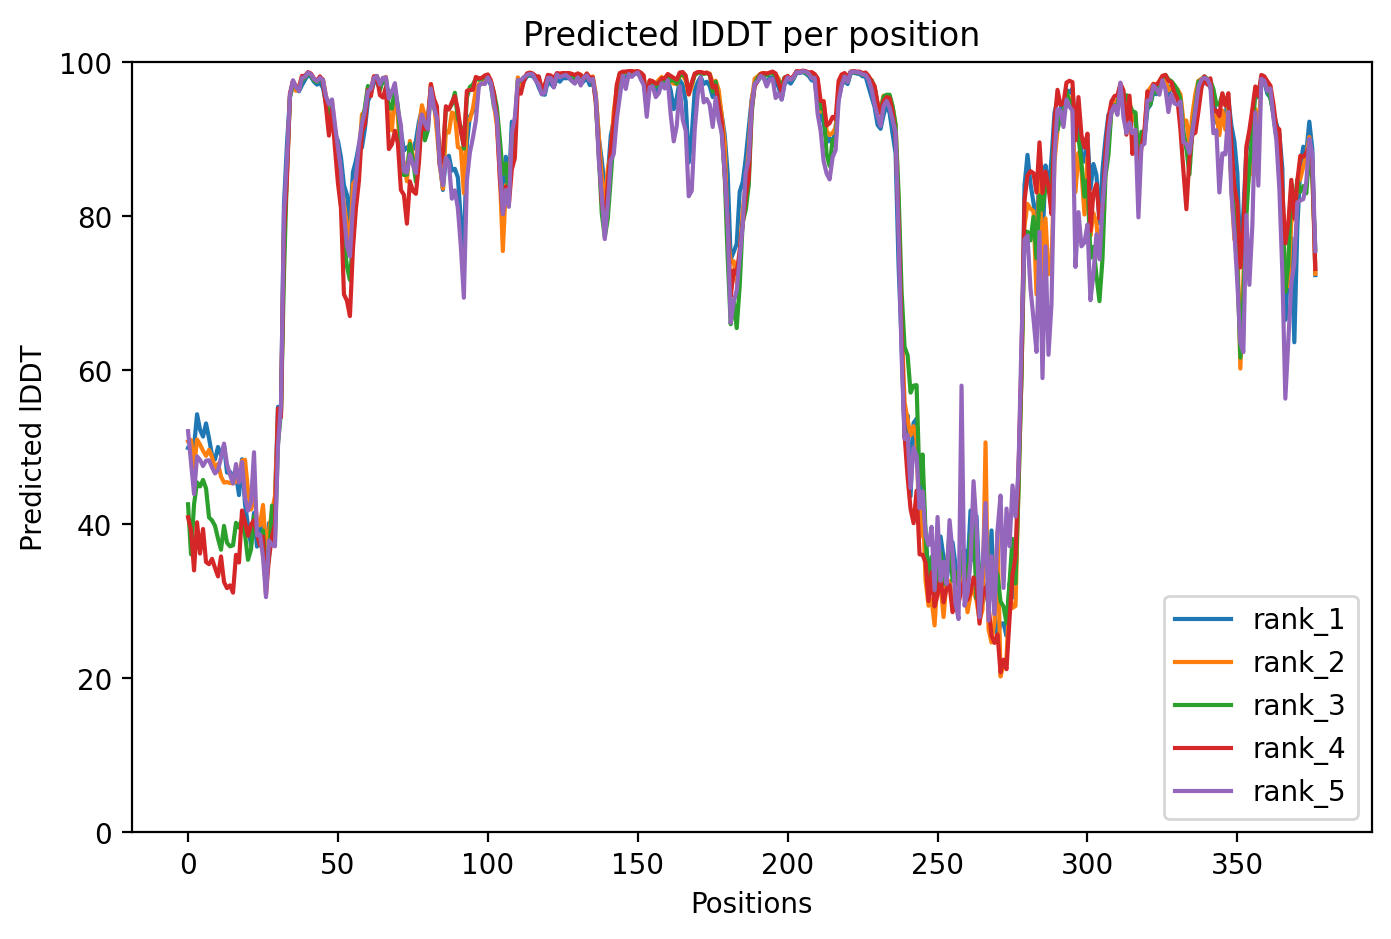 Predicted lDDT per position
100
80
60
40
20
0
Predicted lDDT
0 50 100 150 200 250 300 350
Positions
rank_1
rank_2
rank_3
rank_4
rank_5